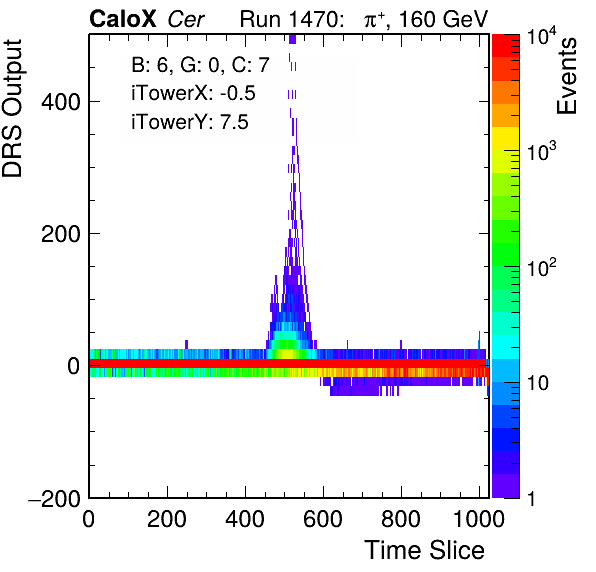 CaloX Cer Run 1470: π⁺, 160 GeV
B: 6, G: 0, C: 7
iTowerX: -0.5
iTowerY: 7.5
DRS Output
400
200
0
−200
0 200 400 600 800 1000
Time Slice
Events
10⁴
10³
10²
10
1